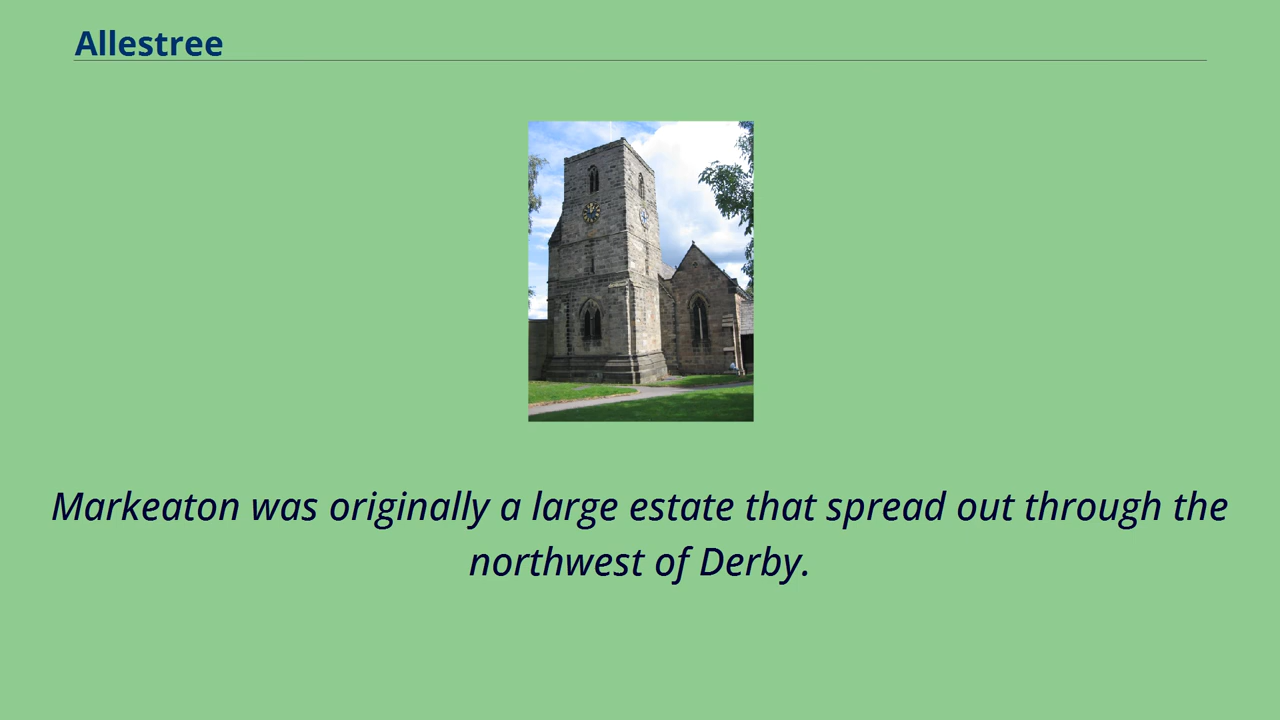 Allestree
Markeaton was originally a large estate that spread out through the
northwest of Derby.